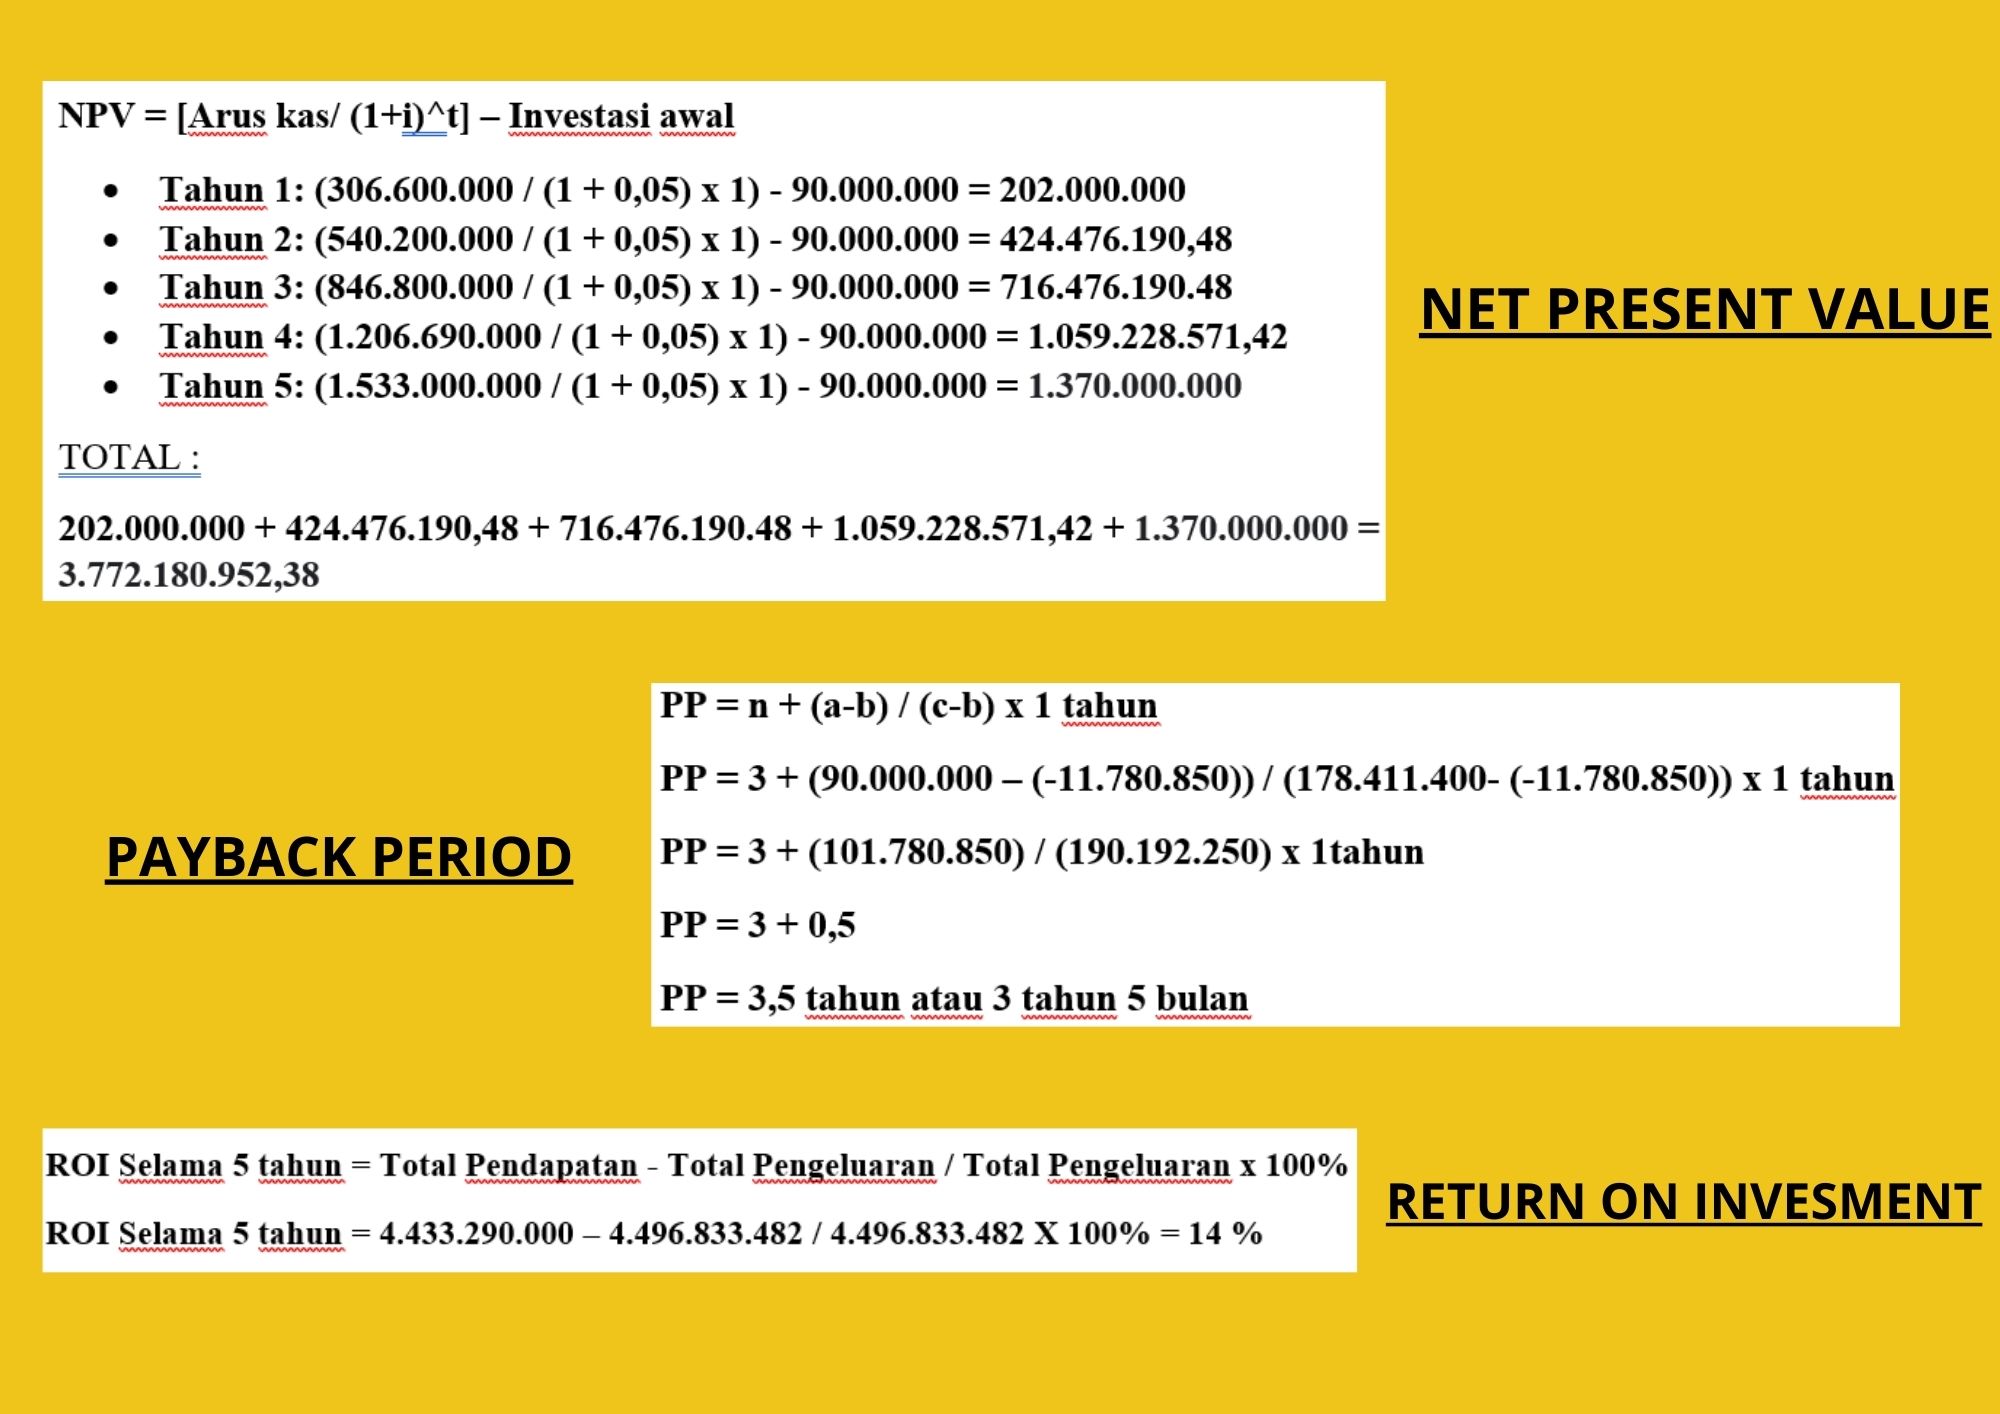 NPV = [Arus kas/ (1+i)^t] – Investasi awal
• Tahun 1: (306.600.000 / (1 + 0,05) x 1) - 90.000.000 = 202.000.000
• Tahun 2: (540.200.000 / (1 + 0,05) x 1) - 90.000.000 = 424.476.190,48
• Tahun 3: (846.800.000 / (1 + 0,05) x 1) - 90.000.000 = 716.476.190.48
• Tahun 4: (1.206.690.000 / (1 + 0,05) x 1) - 90.000.000 = 1.059.228.571,42
• Tahun 5: (1.533.000.000 / (1 + 0,05) x 1) - 90.000.000 = 1.370.000.000
TOTAL :
202.000.000 + 424.476.190,48 + 716.476.190.48 + 1.059.228.571,42 + 1.370.000.000 =
3.772.180.952,38
NET PRESENT VALUE
PAYBACK PERIOD
PP = n + (a-b) / (c-b) x 1 tahun
PP = 3 + (90.000.000 – (-11.780.850)) / (178.411.400- (-11.780.850)) x 1 tahun
PP = 3 + (101.780.850) / (190.192.250) x 1tahun
PP = 3 + 0,5
PP = 3,5 tahun atau 3 tahun 5 bulan
ROI Selama 5 tahun = Total Pendapatan - Total Pengeluaran / Total Pengeluaran x 100%
ROI Selama 5 tahun = 4.433.290.000 – 4.496.833.482 / 4.496.833.482 X 100% = 14 %
RETURN ON INVESMENT